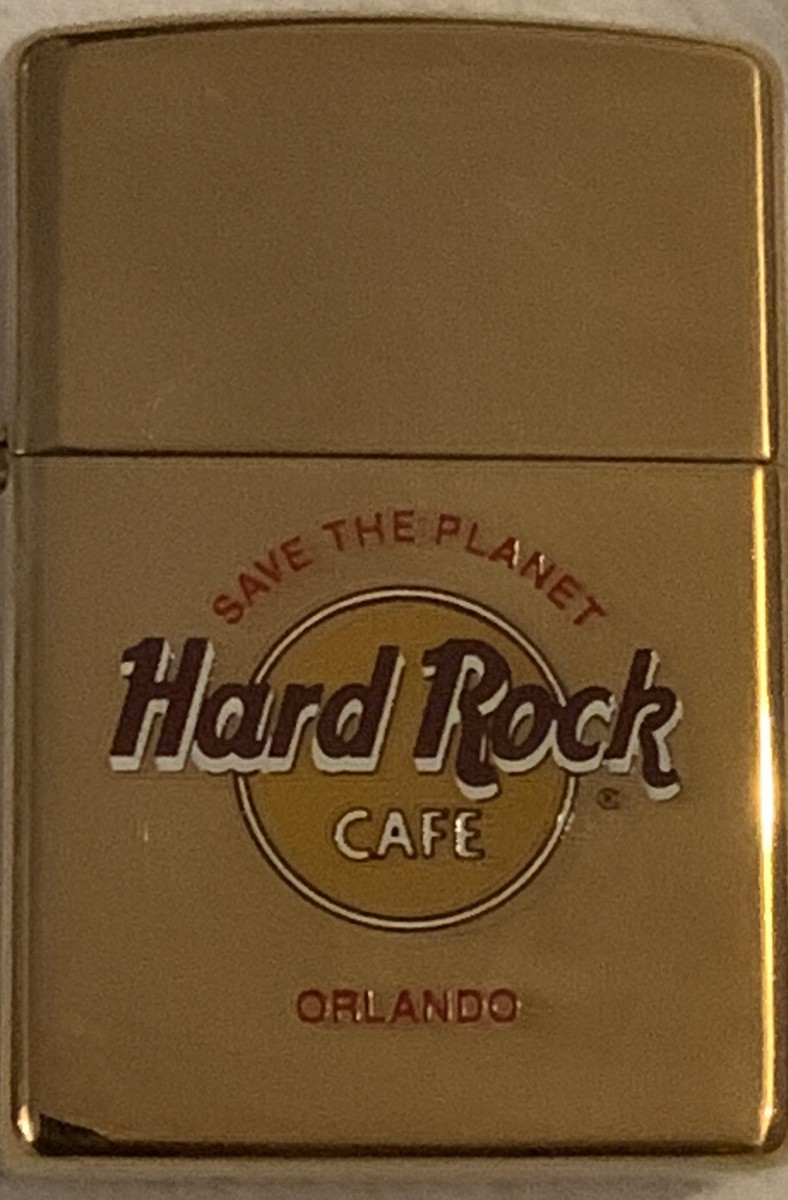 SAVE THE PLANET
Hard Rock
®
CAFE
ORLANDO